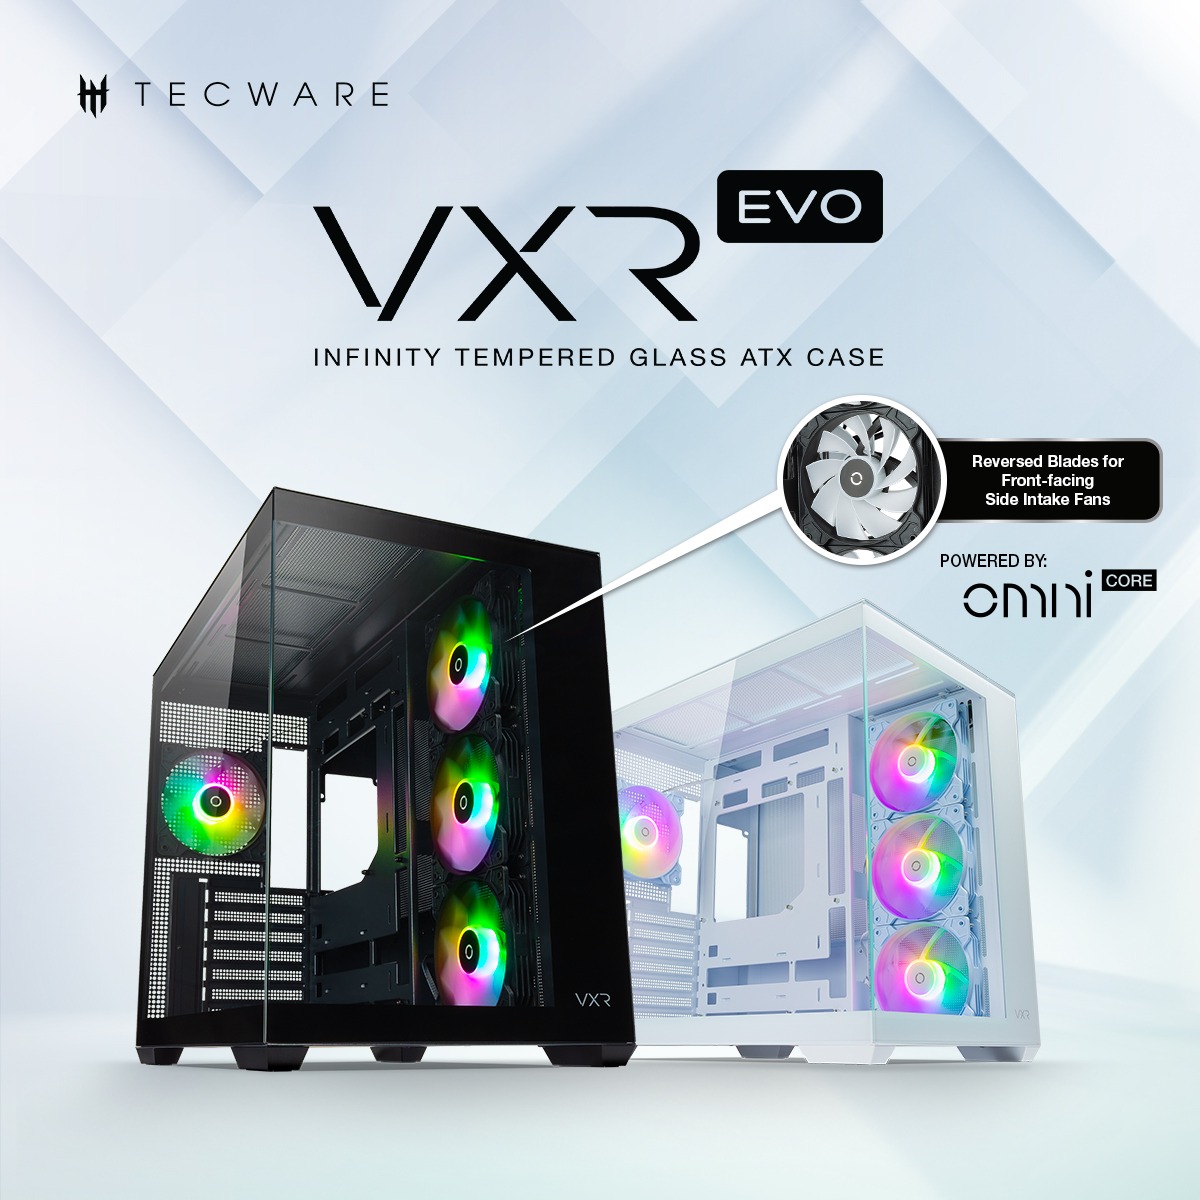 TECWARE
VXR EVO
INFINITY TEMPERED GLASS ATX CASE
Reversed Blades for
Front-facing
Side Intake Fans
POWERED BY:
omni CORE
VXR
VXR